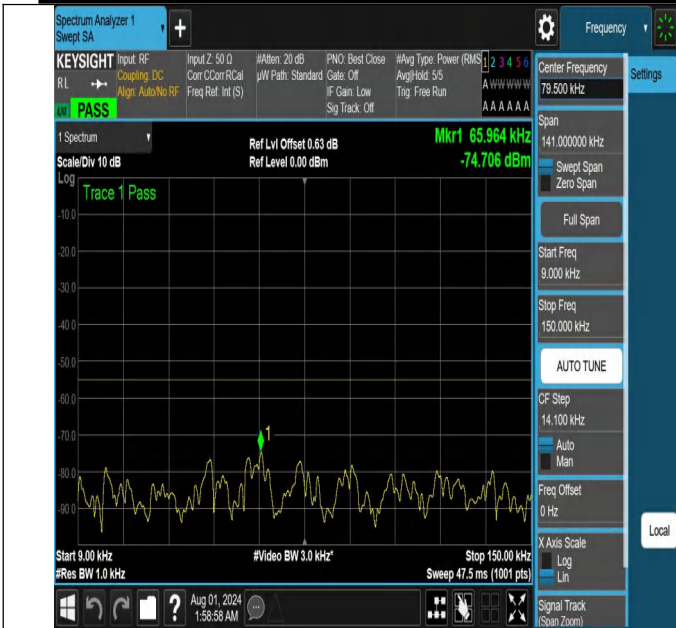 Spectrum Analyzer 1
Swept SA
+
Frequency
KEYSIGHT
RL
PASS
Input: RF
Coupling: DC
Align: Auto/No RF
Input Z: 50 Ω
Corr CCorr RCal
Freq Ref: Int (S)
#Atten: 20 dB
µW Path: Standard
PNO: Best Close
Gate: Off
IF Gain: Low
Sig Track: Off
#Avg Type: Power (RMS
Avg|Hold: 5/5
Trig: Free Run
1 2 3 4 5 6
A W W W W W
A A A A A A
1 Spectrum
Scale/Div 10 dB
Log
Ref Lvl Offset 0.63 dB
Ref Level 0.00 dBm
Mkr1 65.964 kHz
-74.706 dBm
Trace 1 Pass
-10.0
-20.0
-30.0
-40.0
-50.0
-60.0
-70.0
-80.0
-90.0
1
Start 9.00 kHz
#Res BW 1.0 kHz
#Video BW 3.0 kHz*
Stop 150.00 kHz
Sweep 47.5 ms (1001 pts)
?
Aug 01, 2024
1:58:58 AM
Center Frequency
79.500 kHz
Span
141.000000 kHz
Swept Span
Zero Span
Full Span
Start Freq
9.000 kHz
Stop Freq
150.000 kHz
AUTO TUNE
CF Step
14.100 kHz
Auto
Man
Freq Offset
0 Hz
X Axis Scale
Log
Lin
Signal Track
(Span Zoom)
Settings
Local